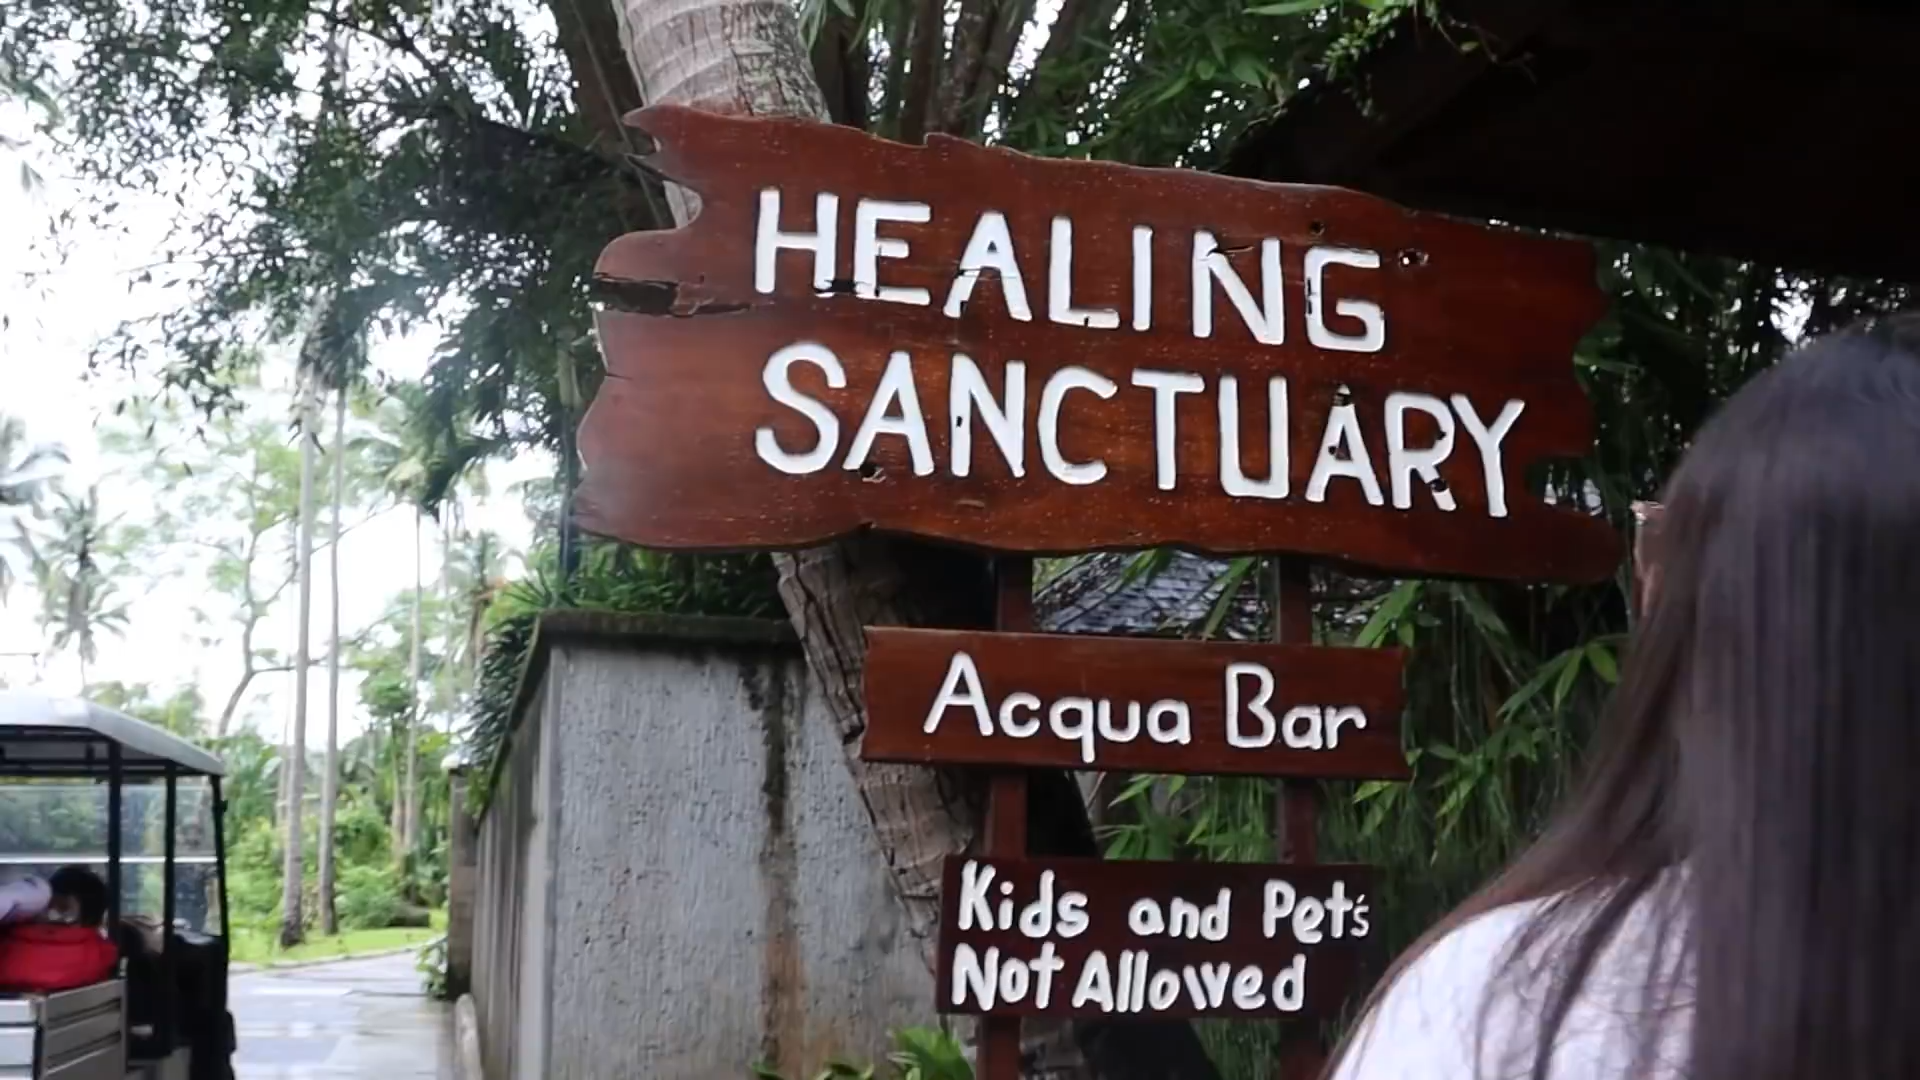 HEALING
SANCTUARY
Acqua Bar
Kids and Pet's
Not Allowed